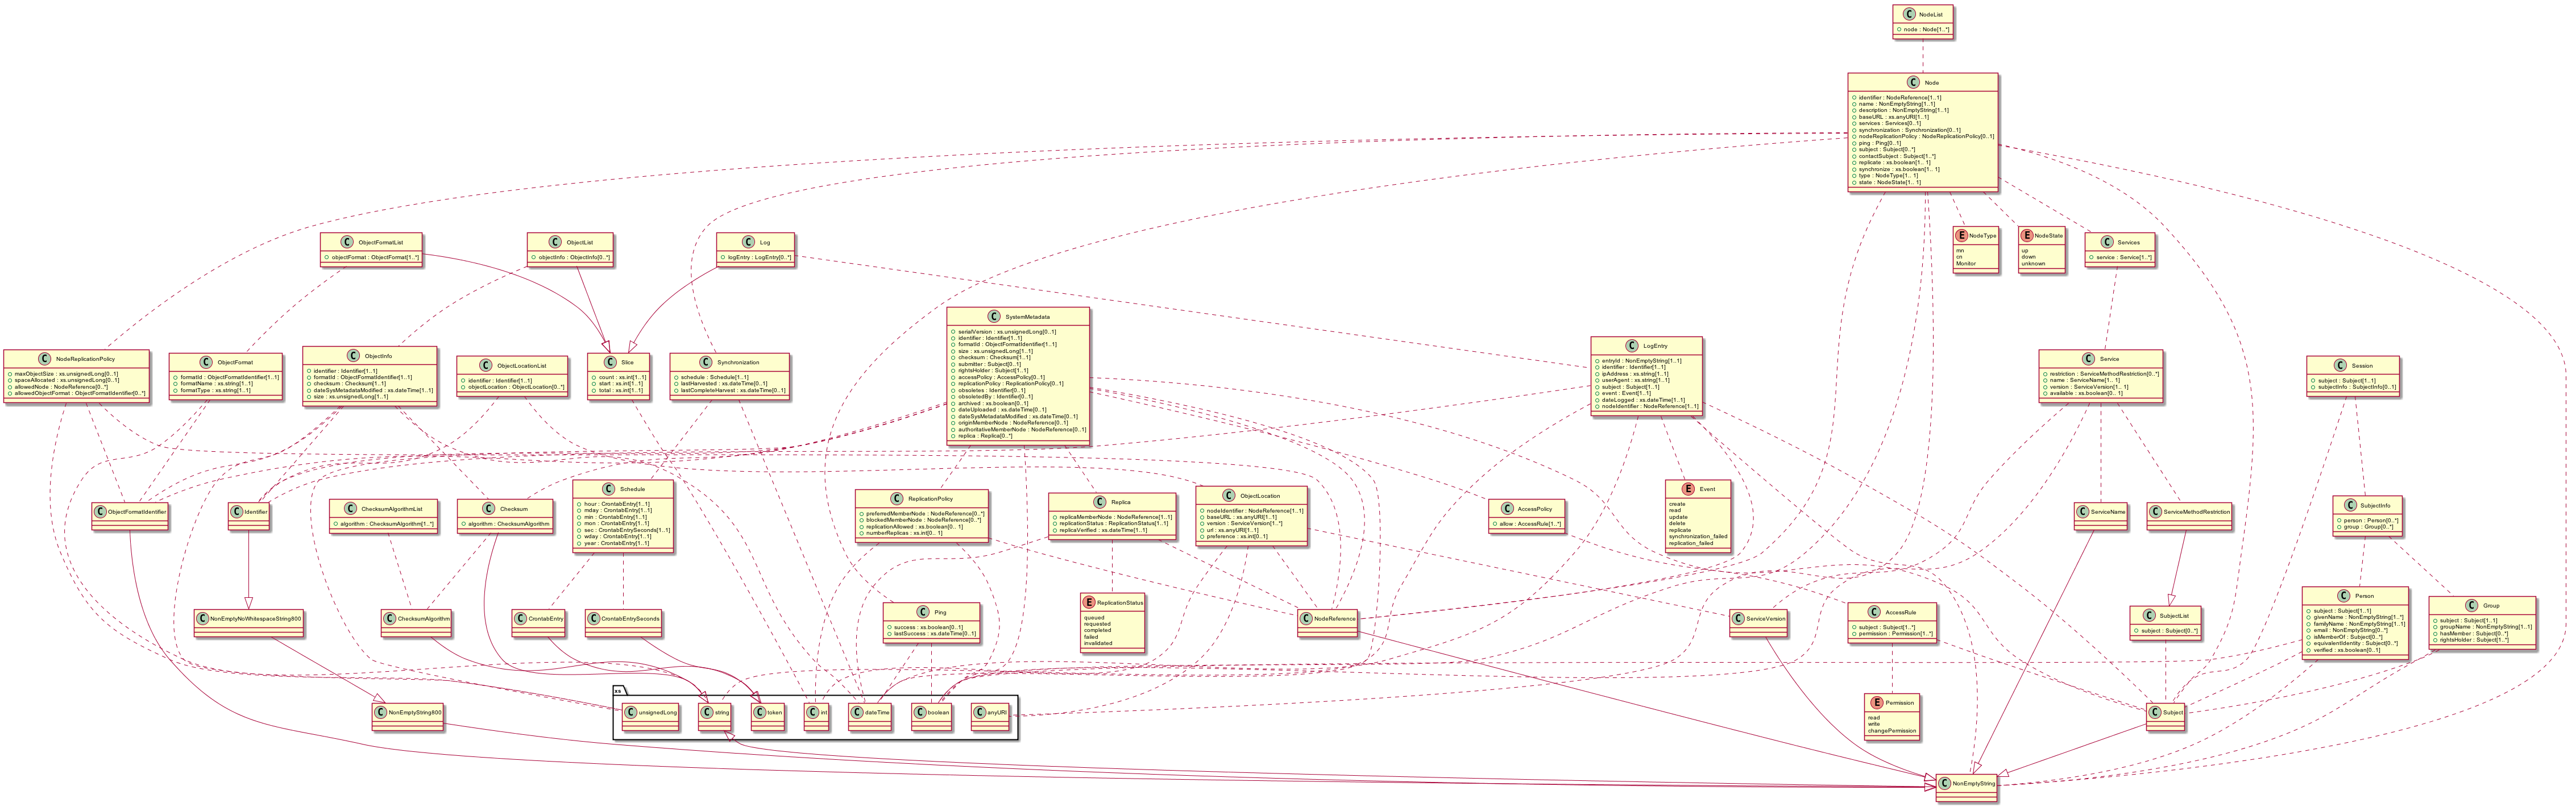 NodeList
node : Node[1..*]
Node
identifier : NodeReference[1..1]
name : NonEmptyString[1..1]
description : NonEmptyString[1..1]
baseURL : xs.anyURI[1..1]
services : Services[0..1]
synchronization : Synchronization[0..1]
nodeReplicationPolicy : NodeReplicationPolicy[0..1]
ping : Ping[0..1]
subject : Subject[0..*]
contactSubject : Subject[1..*]
replicate : xs.boolean[1.. 1]
synchronize : xs.boolean[1.. 1]
type : NodeType[1.. 1]
state : NodeState[1.. 1]
ObjectFormatList
objectFormat : ObjectFormat[1..*]
ObjectList
objectInfo : ObjectInfo[0..*]
Log
logEntry : LogEntry[0..*]
NodeType
mn
cn
Monitor
NodeState
up
down
unknown
Services
service : Service[1..*]
NodeReplicationPolicy
maxObjectSize : xs.unsignedLong[0..1]
spaceAllocated : xs.unsignedLong[0..1]
allowedNode : NodeReference[0..*]
allowedObjectFormat : ObjectFormatIdentifier[0..*]
ObjectFormat
formatId : ObjectFormatIdentifier[1..1]
formatName : xs.string[1..1]
formatType : xs.string[1..1]
ObjectInfo
identifier : Identifier[1..1]
formatId : ObjectFormatIdentifier[1..1]
checksum : Checksum[1..1]
dateSysMetadataModified : xs.dateTime[1..1]
size : xs.unsignedLong[1..1]
ObjectLocationList
identifier : Identifier[1..1]
objectLocation : ObjectLocation[0..*]
Slice
count : xs.int[1..1]
start : xs.int[1..1]
total : xs.int[1..1]
Synchronization
schedule : Schedule[1..1]
lastHarvested : xs.dateTime[0..1]
lastCompleteHarvest : xs.dateTime[0..1]
SystemMetadata
serialVersion : xs.unsignedLong[0..1]
identifier : Identifier[1..1]
formatId : ObjectFormatIdentifier[1..1]
size : xs.unsignedLong[1..1]
checksum : Checksum[1..1]
submitter : Subject[0..1]
rightsHolder : Subject[1..1]
accessPolicy : AccessPolicy[0..1]
replicationPolicy : ReplicationPolicy[0..1]
obsoletes : Identifier[0..1]
obsoletedBy : Identifier[0..1]
archived : xs.boolean[0..1]
dateUploaded : xs.dateTime[0..1]
dateSysMetadataModified : xs.dateTime[0..1]
originMemberNode : NodeReference[0..1]
authoritativeMemberNode : NodeReference[0..1]
replica : Replica[0..*]
LogEntry
entryId : NonEmptyString[1..1]
identifier : Identifier[1..1]
ipAddress : xs.string[1..1]
userAgent : xs.string[1..1]
subject : Subject[1..1]
event : Event[1..1]
dateLogged : xs.dateTime[1..1]
nodeIdentifier : NodeReference[1..1]
Service
restriction : ServiceMethodRestriction[0..*]
name : ServiceName[1.. 1]
version : ServiceVersion[1.. 1]
available : xs.boolean[0.. 1]
Session
subject : Subject[1..1]
subjectInfo : SubjectInfo[0..1]
ObjectFormatIdentifier
Identifier
ChecksumAlgorithmList
algorithm : ChecksumAlgorithm[1..*]
Checksum
algorithm : ChecksumAlgorithm
Schedule
hour : CrontabEntry[1..1]
mday : CrontabEntry[1..1]
min : CrontabEntry[1..1]
mon : CrontabEntry[1..1]
sec : CrontabEntrySeconds[1..1]
wday : CrontabEntry[1..1]
year : CrontabEntry[1..1]
ReplicationPolicy
preferredMemberNode : NodeReference[0..*]
blockedMemberNode : NodeReference[0..*]
replicationAllowed : xs.boolean[0.. 1]
numberReplicas : xs.int[0.. 1]
Replica
replicaMemberNode : NodeReference[1..1]
replicationStatus : ReplicationStatus[1..1]
replicaVerified : xs.dateTime[1..1]
ObjectLocation
nodeIdentifier : NodeReference[1..1]
baseURL : xs.anyURI[1..1]
version : ServiceVersion[1..*]
url : xs.anyURI[1..1]
preference : xs.int[0..1]
AccessPolicy
allow : AccessRule[1..*]
Event
create
read
update
delete
replicate
synchronization_failed
replication_failed
ServiceName
ServiceMethodRestriction
SubjectInfo
person : Person[0..*]
group : Group[0..*]
NonEmptyNoWhitespaceString800
ChecksumAlgorithm
CrontabEntry
CrontabEntrySeconds
Ping
success : xs.boolean[0..1]
lastSuccess : xs.dateTime[0..1]
ReplicationStatus
queued
requested
completed
failed
invalidated
NodeReference
ServiceVersion
AccessRule
subject : Subject[1..*]
permission : Permission[1..*]
SubjectList
subject : Subject[0..*]
Person
subject : Subject[1..1]
givenName : NonEmptyString[1..*]
familyName : NonEmptyString[1..1]
email : NonEmptyString[0..*]
isMemberOf : Subject[0..*]
equivalentIdentity : Subject[0..*]
verified : xs.boolean[0..1]
Group
subject : Subject[1..1]
groupName : NonEmptyString[1..1]
hasMember : Subject[0..*]
rightsHolder : Subject[1..*]
NonEmptyString800
xs
unsignedLong
string
token
int
dateTime
boolean
anyURI
Permission
read
write
changePermission
Subject
NonEmptyString